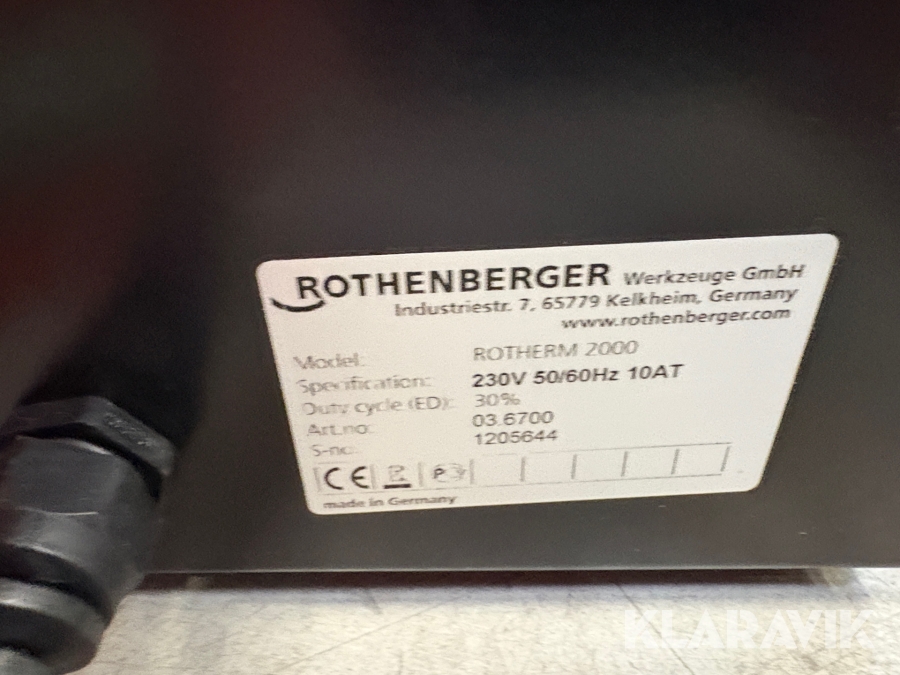 ROTHENBERGER Werkzeuge GmbH
Industriestr. 7, 65779 Kelkheim, Germany
www.rothenberger.com
Model: ROTHERM 2000
Specification: 230V 50/60Hz 10AT
Duty cycle (ED): 30%
Art.no: 03.6700
S-no: 1205644
CE
made in Germany
KLARAVIK